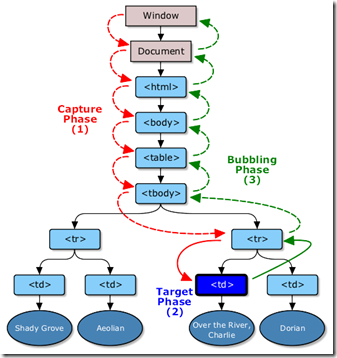 Window
Document
<html>
Capture
Phase
(1)
<body>
<table>
Bubbling
Phase
(3)
<tbody>
<tr>
<tr>
<td>
<td>
<td>
<td>
Target
Phase
(2)
Shady Grove
Aeolian
Over the River,
Charlie
Dorian